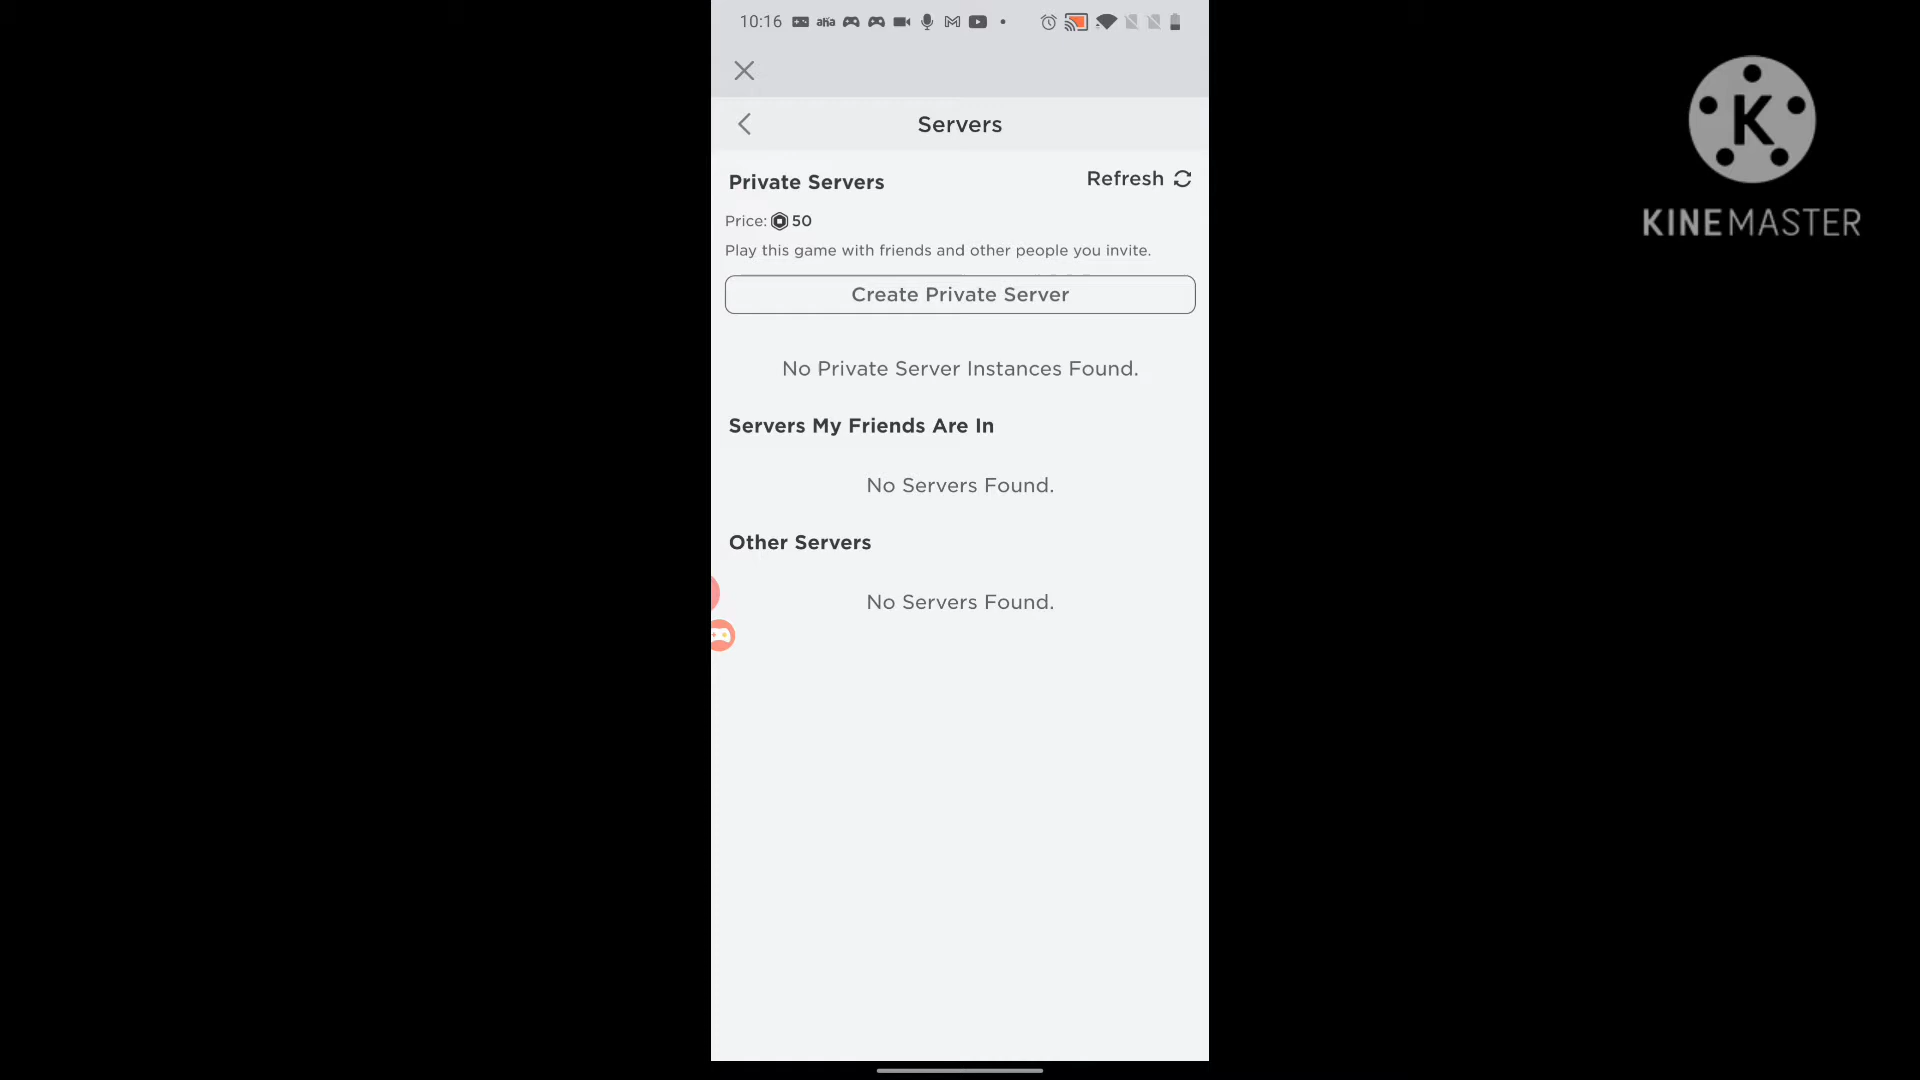 10:16 aha
Servers
Private Servers
Refresh
Price: 50
Play this game with friends and other people you invite.
Create Private Server
No Private Server Instances Found.
Servers My Friends Are In
No Servers Found.
Other Servers
No Servers Found.
K
KINEMASTER